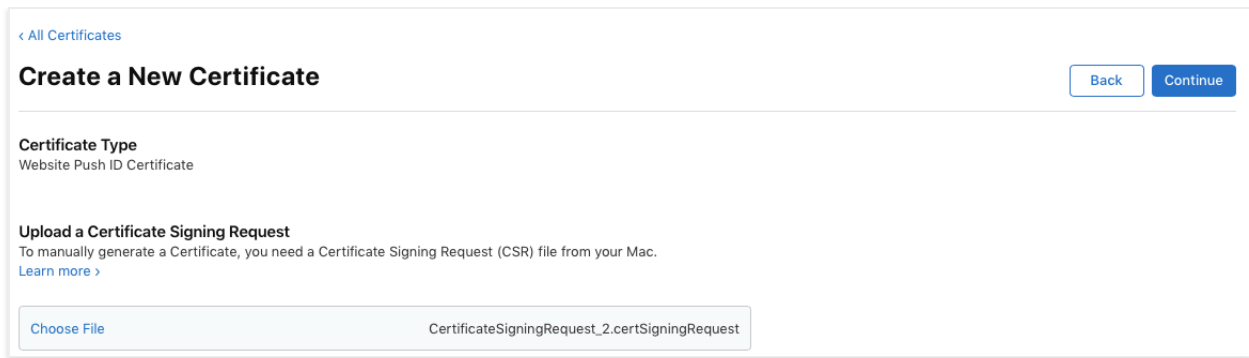 ‹ All Certificates
Create a New Certificate
Back
Continue
Certificate Type
Website Push ID Certificate
Upload a Certificate Signing Request
To manually generate a Certificate, you need a Certificate Signing Request (CSR) file from your Mac.
Learn more ›
Choose File
CertificateSigningRequest_2.certSigningRequest